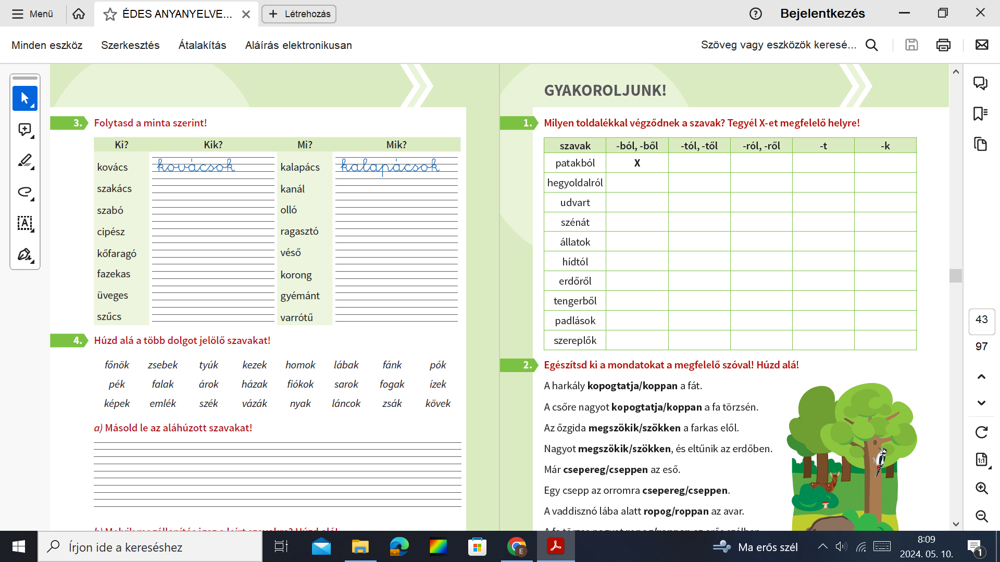 Menü
ÉDES ANYANYELVE...
Létrehozás
Bejelentkezés
Minden eszköz Szerkesztés Átalakítás Aláírás elektronikusan
Szöveg vagy eszközök keresé...
3. Folytasd a minta szerint!
Ki? Kik? Mi? Mik?
kovács kovácsok kalapács kalapácsok
szakács kanál
szabó olló
cipész ragasztó
kőfaragó véső
fazekas korong
üveges gyémánt
szűcs varrótű
4. Húzd alá a több dolgot jelölő szavakat!
főnök zsebek tyúk kezek homok lábak fánk pók
pék falak árok házak fiókok sarok fogak ízek
képek emlék szék vázák nyak láncok zsák kövek
a) Másold le az aláhúzott szavakat!
GYAKOROLJUNK!
1. Milyen toldalékkal végződnek a szavak? Tegyél X-et megfelelő helyre!
szavak -ból, -ből -tól, -től -ról, -ről -t -k
patakból X
hegyoldalról
udvart
szénát
állatok
hídtól
erdőről
tengerből
padlások
szereplők
2. Egészítsd ki a mondatokat a megfelelő szóval! Húzd alá!
A harkály kopogtatja/koppan a fát.
A csőre nagyot kopogtatja/koppan a fa törzsén.
Az őzgida megszökik/szökken a farkas elől.
Nagyot megszökik/szökken, és eltűnik az erdőben.
Már csepereg/cseppen az eső.
Egy csepp az orromra csepereg/cseppen.
A vaddisznó lába alatt ropog/roppan az avar.
43
97
1:1
Írjon ide a kereséshez
E
Ma erős szél
8:09
2024. 05. 10.
1